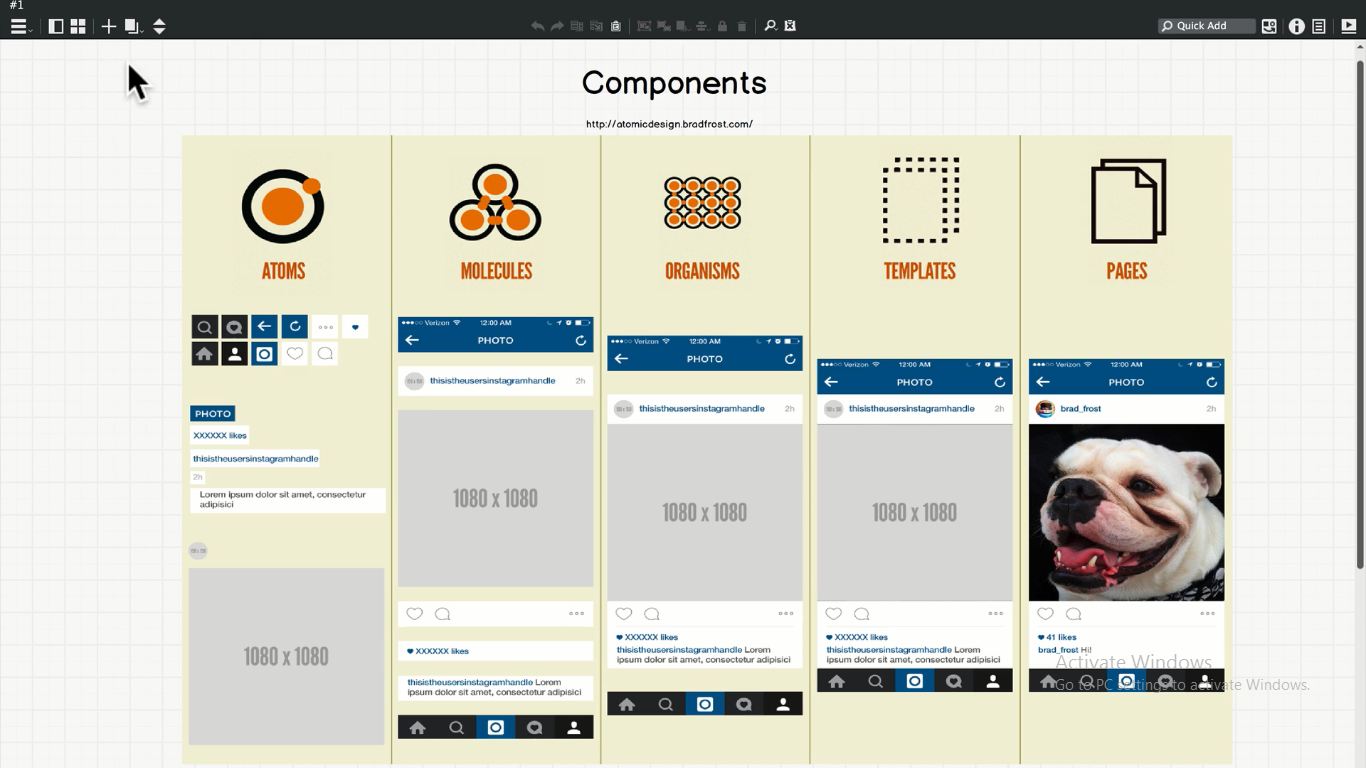 #1
Quick Add
Components
http://atomicdesign.bradfrost.com/
ATOMS
PHOTO
XXXXXX likes
thisistheusersinstagramhandle
2h
Lorem ipsum dolor sit amet, consectetur
adipisici
1080 x 1080
MOLECULES
Verizon 12:00 AM
PHOTO
thisistheusersinstagramhandle 2h
1080 x 1080
XXXXXX likes
thisistheusersinstagramhandle Lorem
ipsum dolor sit amet, consectetur adipisici
ORGANISMS
Verizon 12:00 AM
PHOTO
thisistheusersinstagramhandle 2h
1080 x 1080
XXXXXX likes
thisistheusersinstagramhandle Lorem
ipsum dolor sit amet, consectetur adipisici
TEMPLATES
Verizon 12:00 AM
PHOTO
thisistheusersinstagramhandle 2h
1080 x 1080
XXXXXX likes
thisistheusersinstagramhandle Lorem
ipsum dolor sit amet, consectetur adipisici
PAGES
Verizon 12:00 AM
PHOTO
brad_frost 2h
41 likes
brad_frost Hi!
Activate Windows
Go to PC settings to activate Windows.